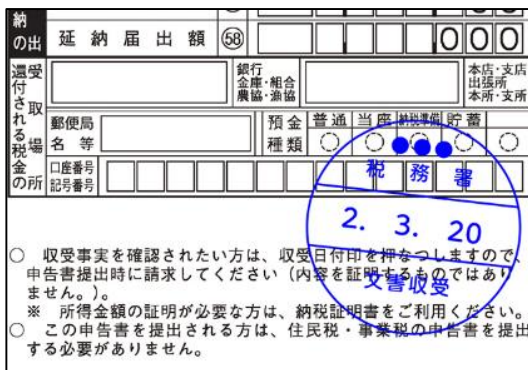 納
の出
延納届出額 58 000
還付される税金の
受取場所
銀行
金庫・組合
農協・漁協
本店・支店
出張所
本所・支所
郵便局
名等
預金
種類
普通 当座 納税準備 貯蓄
口座番号
記号番号
●●●税務署
2. 3. 20
文書収受
○ 収受事実を確認されたい方は、収受日付印を押なつしますので、
申告書提出時に請求してください(内容を証明するものではあり
ません。)。
※ 所得金額の証明が必要な方は、納税証明書をご利用ください。
○ この申告書を提出される方は、住民税・事業税の申告書を提出
する必要がありません。